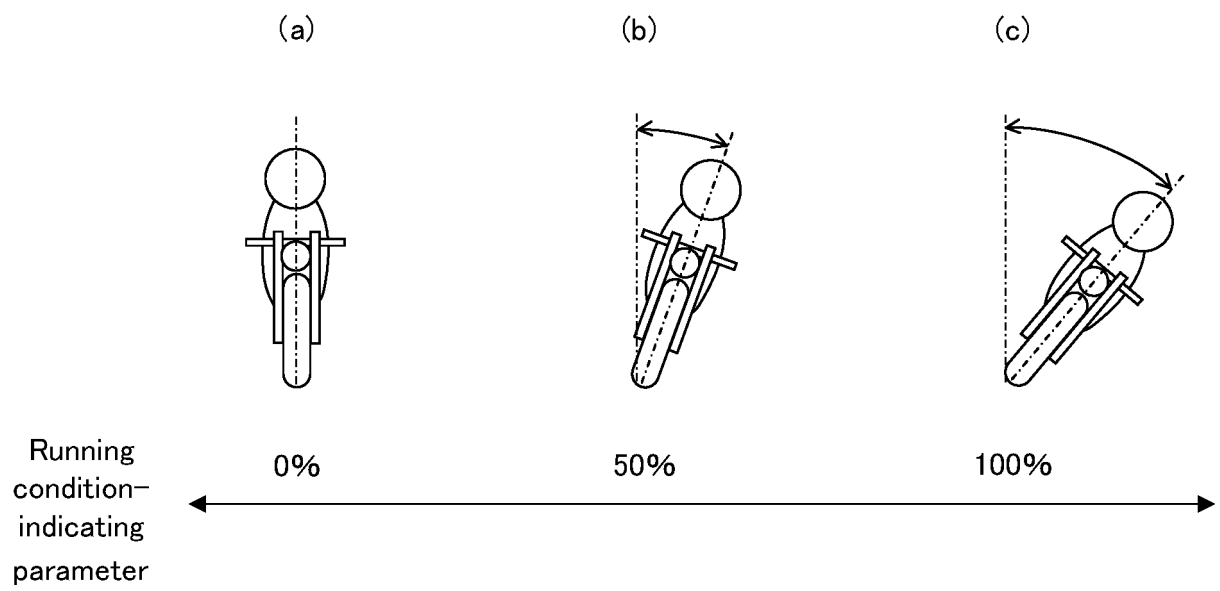 (a)
(b)
(c)
Running
condition-
indicating
parameter
0%
50%
100%